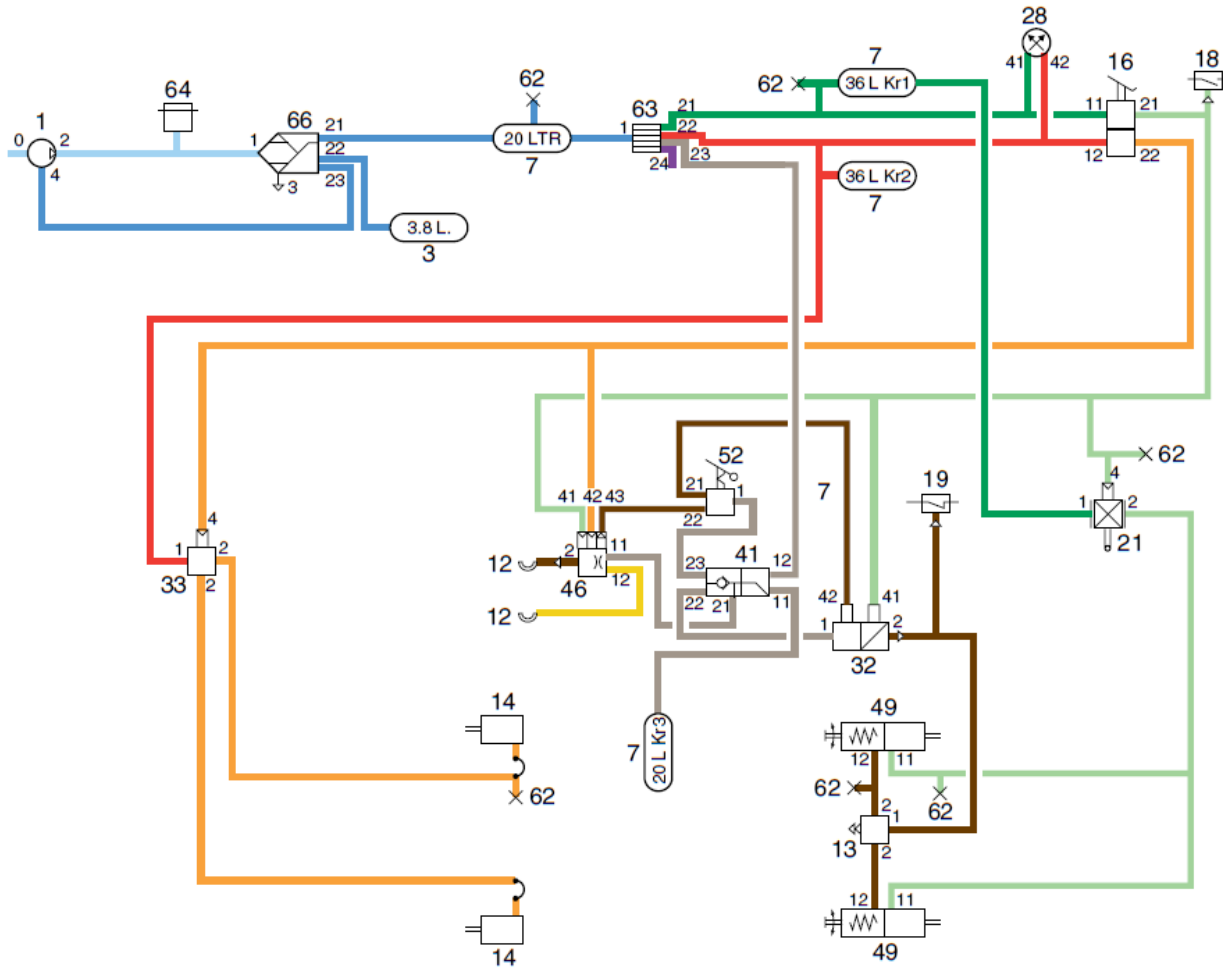 28
7
18
62 36 L Kr1 41 42 16
64
62 21 11 21
1 66 63
0 2 1 21 20 LTR 1 22 12 22
4 22 7 24 23
3 23 36 L Kr2
7
3.8 L.
3
52 62
21 1 7 19 4
41 42 43 22 1 2
4 21
1 2 2 11 23 41 12
12 12 22 21 11 42 41
33 2 46
12 1 2
32
14 49
7 20 L Kr3 12 11
62 62 62
2 1
13 2
12 11
14 49